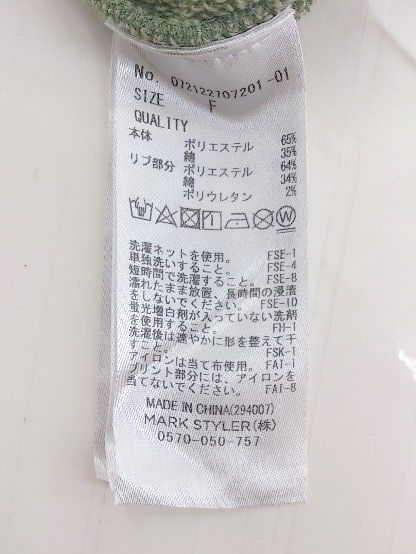 No. 072122707201-01
SIZE F
QUALITY
本体 ポリエステル 65%
綿 35%
リブ部分 ポリエステル 64%
綿 34%
ポリウレタン 2%
洗濯ネットを使用。 FSE-1
単独洗いすること。 FSE-4
短時間で洗濯すること。 FSE-8
濡れたまま放置、長時間の浸漬
をしないでください。 FSE-10
蛍光増白剤が入っていない洗剤
を使用すること。 FH-1
洗濯後は速やかに形を整えて干
すこと。 FSK-1
アイロンは当て布使用。 FAI-1
プリント部分には、アイロンを
当てないでください。 FAI-8
MADE IN CHINA(294007)
MARK STYLER(株)
0570-050-757